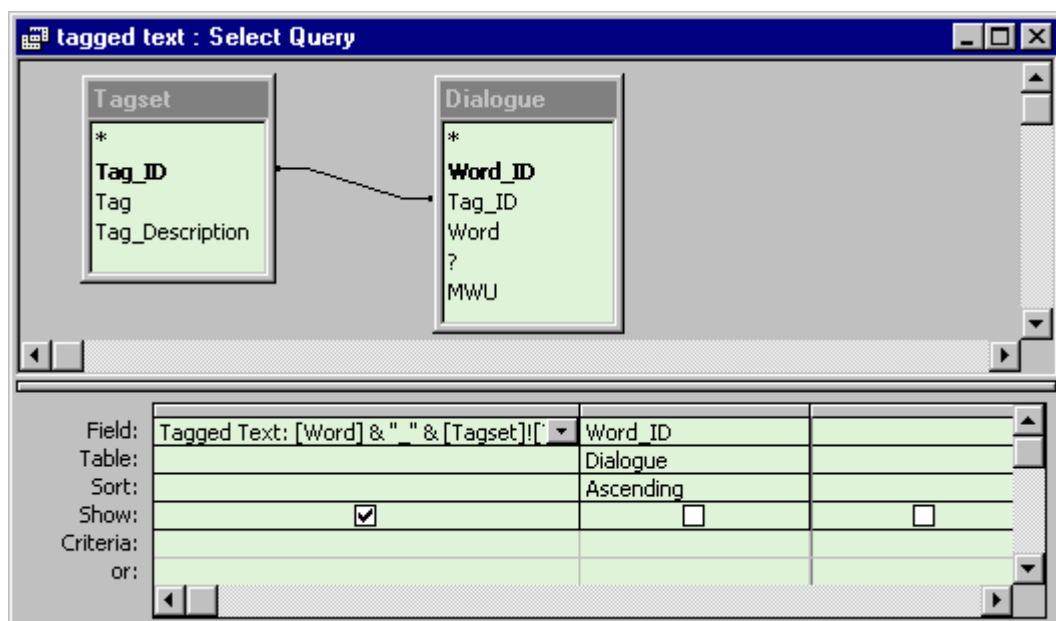 tagged text : Select Query
Tagset
*
Tag_ID
Tag
Tag_Description
Dialogue
*
Word_ID
Tag_ID
Word
?
MWU
Field: Tagged Text: [Word] & "_" & [Tagset]![ Word_ID
Table: Dialogue
Sort: Ascending
Show:
Criteria:
or: